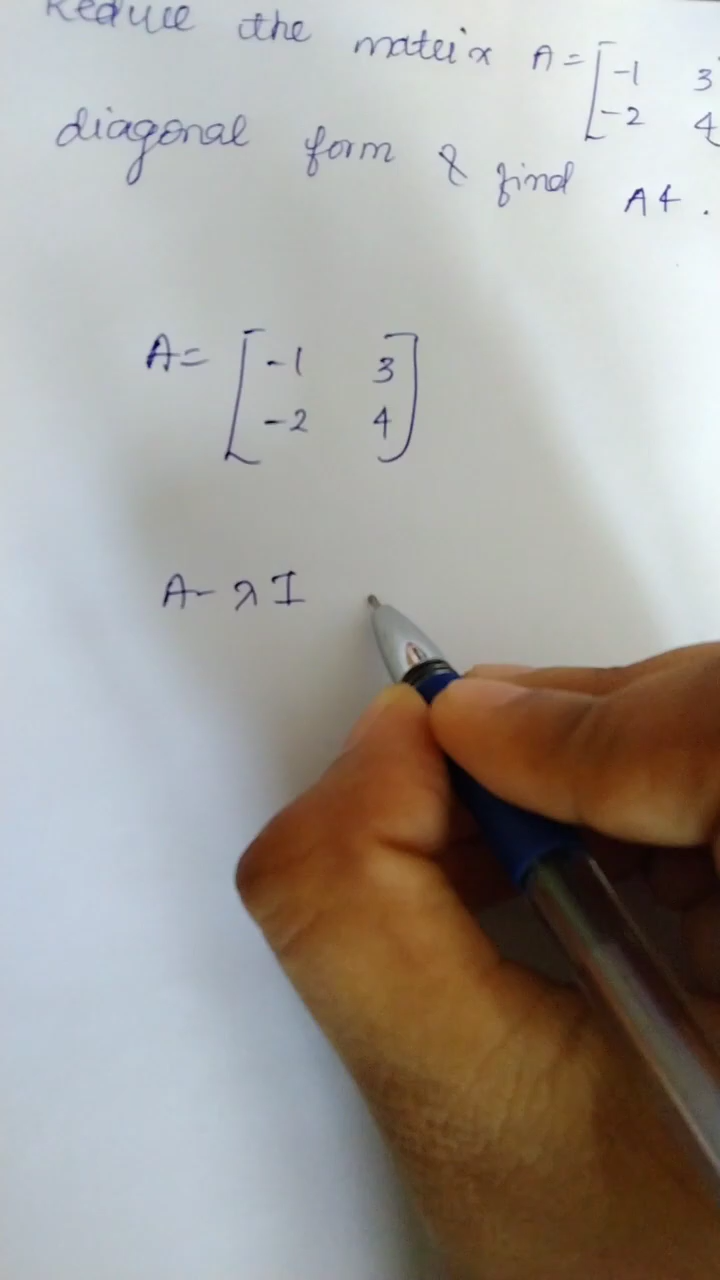 Reduce the matrix A = [-1 3
-2 4
diagonal form & find A4.
A= [-1 3
-2 4]
A- λI